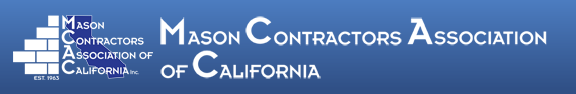 Mason
Contractors
Association of
California Inc.
EST. 1963
Mason Contractors Association
of California